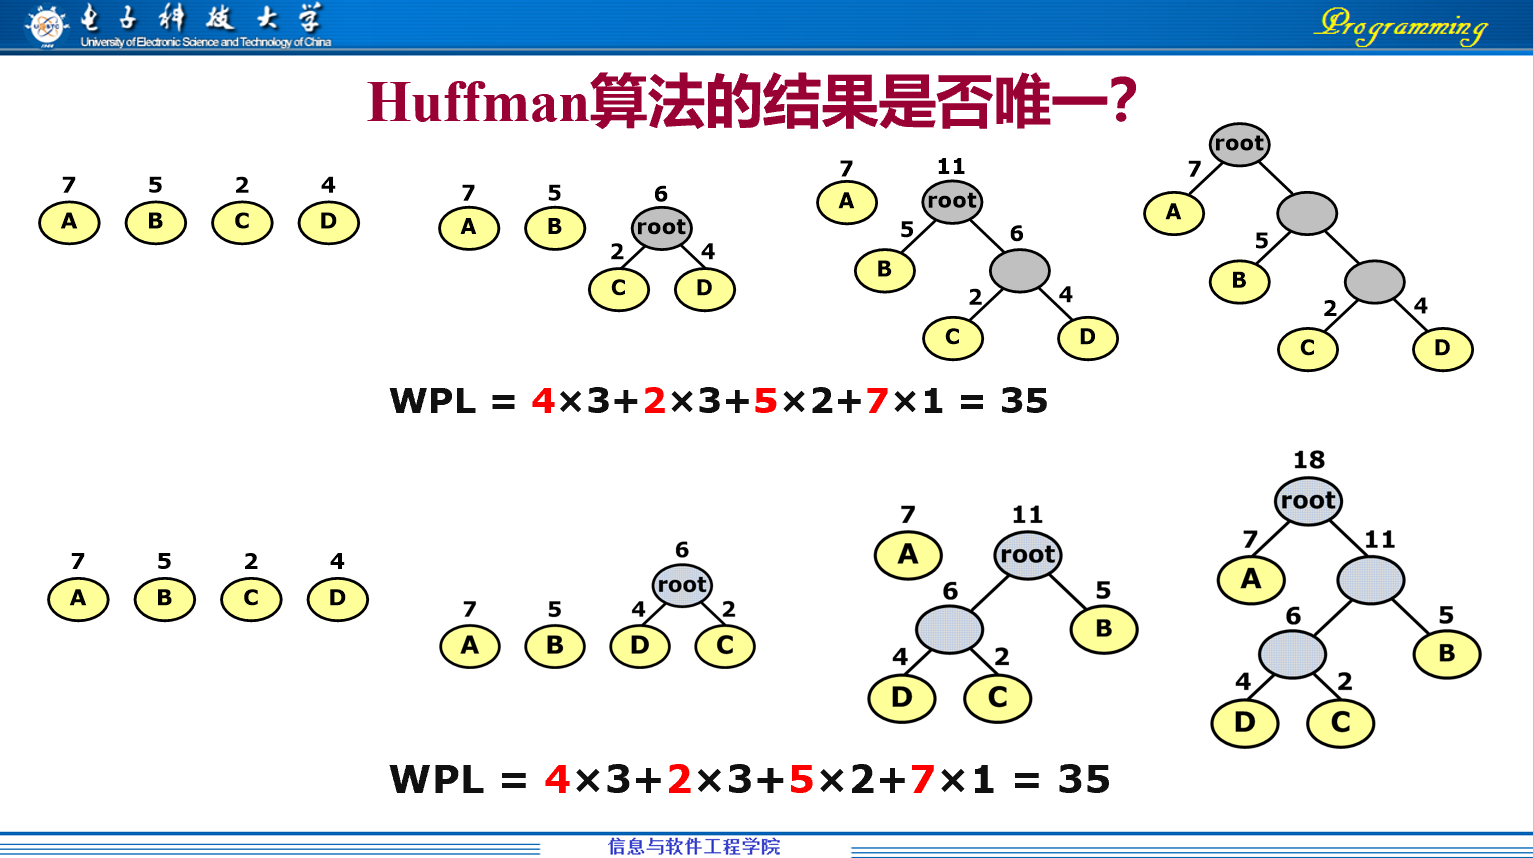 电子科技大学
University of Electronic Science and Technology of China
Programming
Huffman算法的结果是否唯一?
7 5 2 4
A B C D
7 5 6
A B root
2 4
C D
7 11
A root
5 6
B
2 4
C D
root
7
A
5
B
2 4
C D
WPL = 4×3+2×3+5×2+7×1 = 35
7 5 2 4
A B C D
6
root
7 5 4 2
A B D C
7 11
A root
6 5
B
4 2
D C
18
root
7 11
A
6 5
B
4 2
D C
WPL = 4×3+2×3+5×2+7×1 = 35
信息与软件工程学院